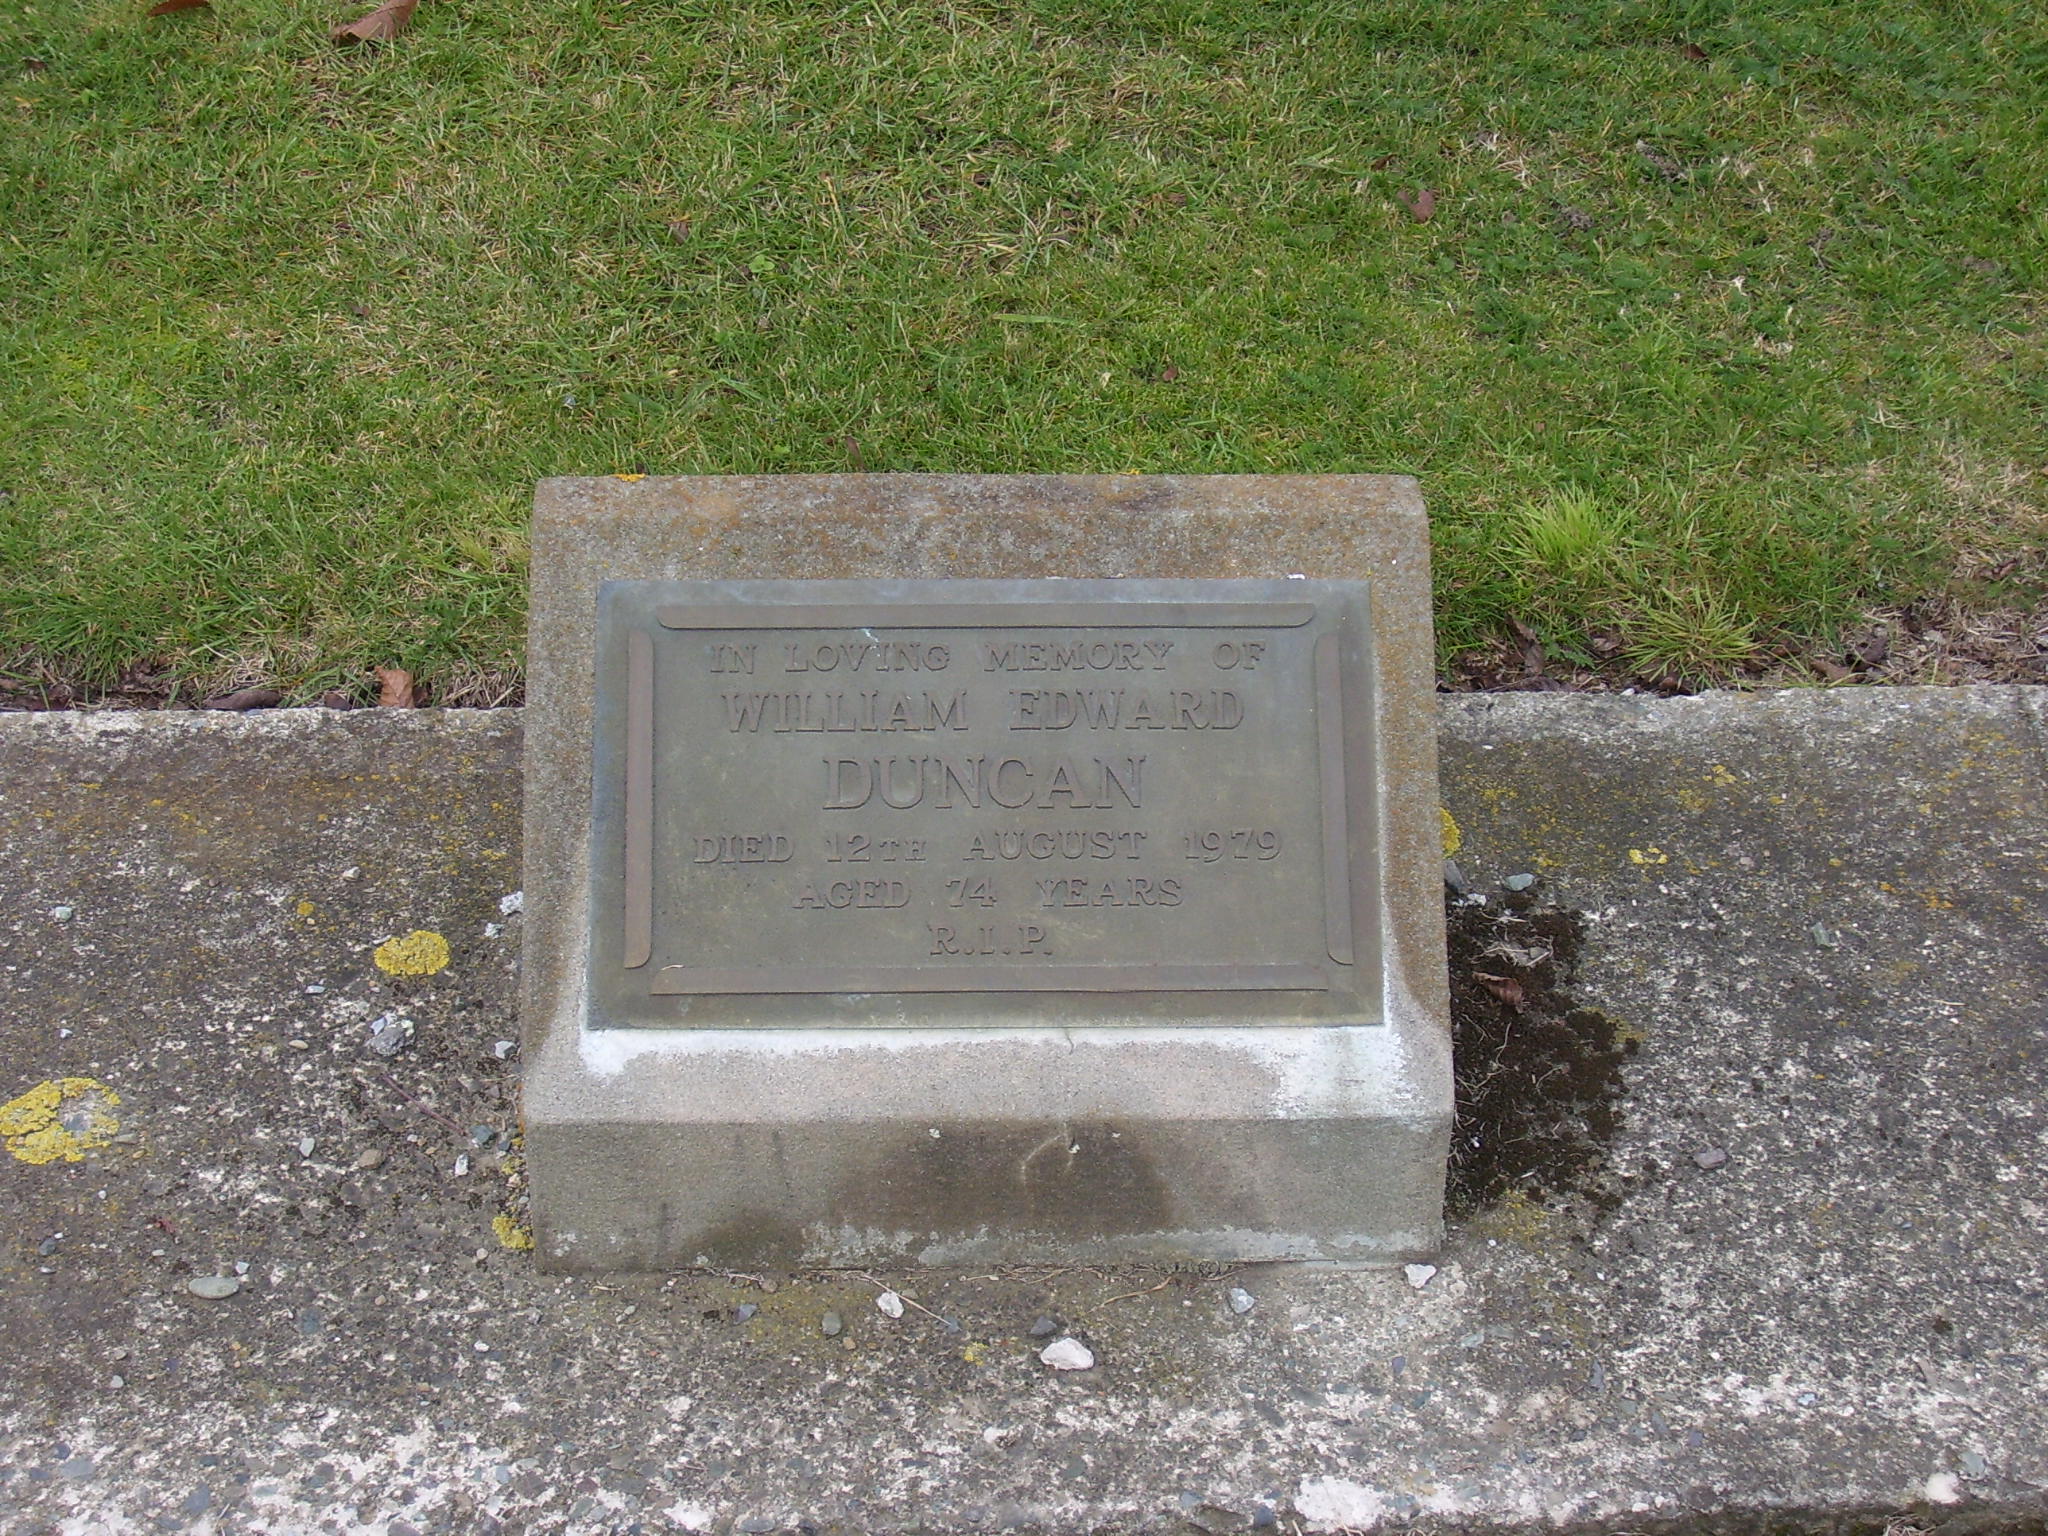 IN LOVING MEMORY OF
WILLIAM EDWARD
DUNCAN
DIED 12TH AUGUST 1979
AGED 74 YEARS
R.I.P.